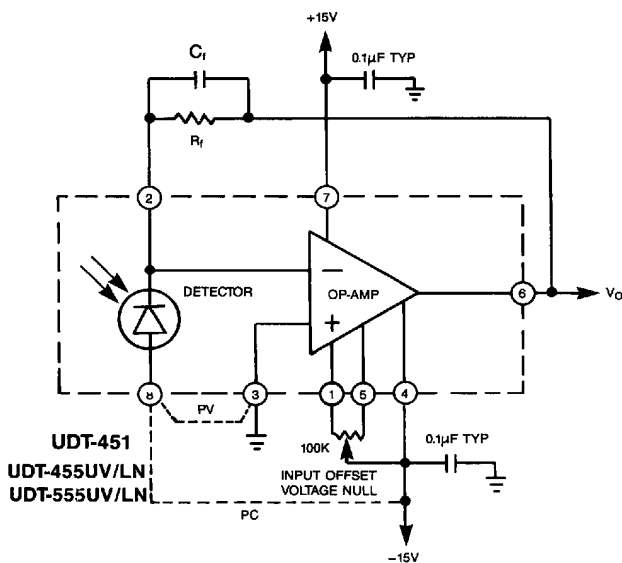 +15V
Cf
0.1µF TYP
Rf
2
7
DETECTOR
−
OP-AMP
+
6
VO
8
PV
3
1
5
4
UDT-451
UDT-455UV/LN
UDT-555UV/LN
100K
INPUT OFFSET
VOLTAGE NULL
0.1µF TYP
PC
−15V